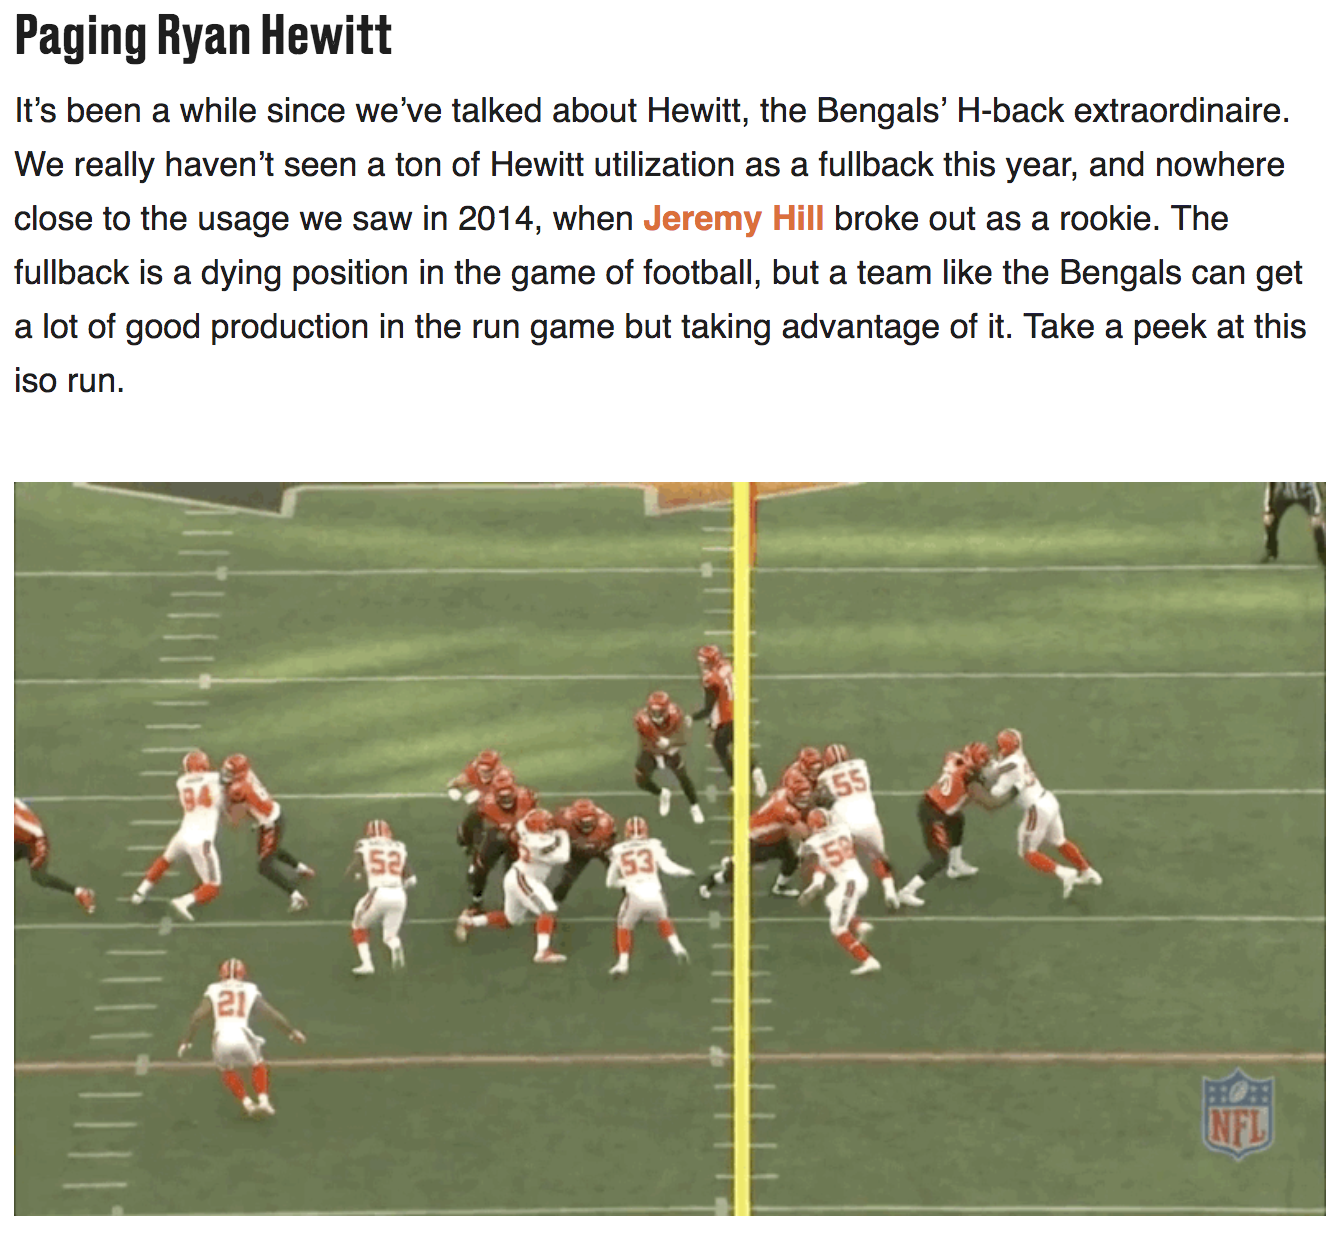 Paging Ryan Hewitt
It’s been a while since we’ve talked about Hewitt, the Bengals’ H-back extraordinaire.
We really haven’t seen a ton of Hewitt utilization as a fullback this year, and nowhere
close to the usage we saw in 2014, when Jeremy Hill broke out as a rookie. The
fullback is a dying position in the game of football, but a team like the Bengals can get
a lot of good production in the run game but taking advantage of it. Take a peek at this
iso run.
94
55
52
53
21
NFL